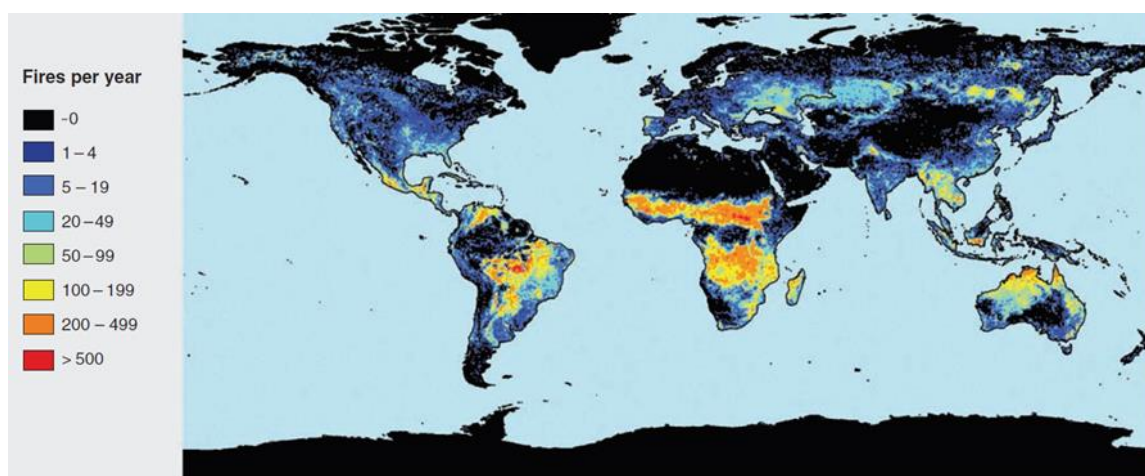 Fires per year
-0
1 – 4
5 – 19
20 – 49
50 – 99
100 – 199
200 – 499
> 500